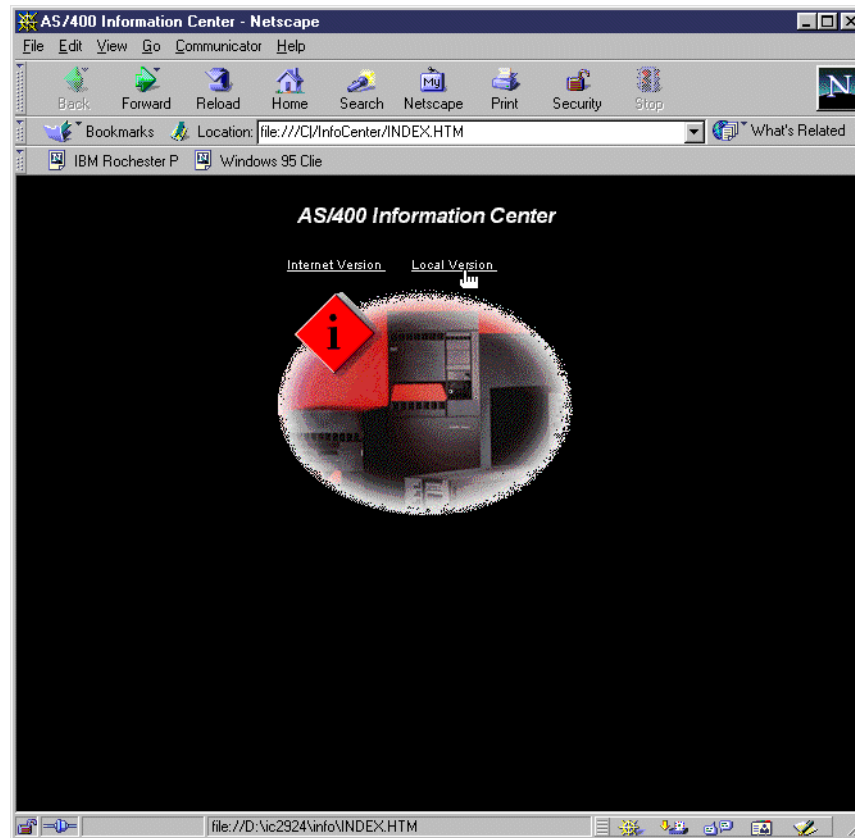 AS/400 Information Center - Netscape
File Edit View Go Communicator Help
Back Forward Reload Home Search Netscape Print Security Stop
Bookmarks Location: file:///C|/InfoCenter/INDEX.HTM What's Related
IBM Rochester P Windows 95 Clie
AS/400 Information Center
Internet Version Local Version
i
file://D:\ic2924\info\INDEX.HTM